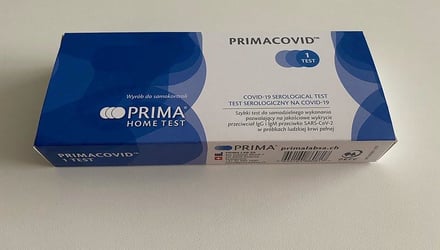 PRIMACOVID™
1
TEST
Wyrób do samokontroli
PRIMA®
HOME TEST
COVID-19 SEROLOGICAL TEST
TEST SEROLOGICZNY NA COVID-19
Szybki test do samodzielnego wykonania
pozwalający na jakościowe wykrycie
przeciwciał IgG i IgM przeciwko SARS-CoV-2
w próbkach ludzkiej krwi pełnej
PRIMACOVID™
1 TEST
PRIMA®
primalabsa.ch